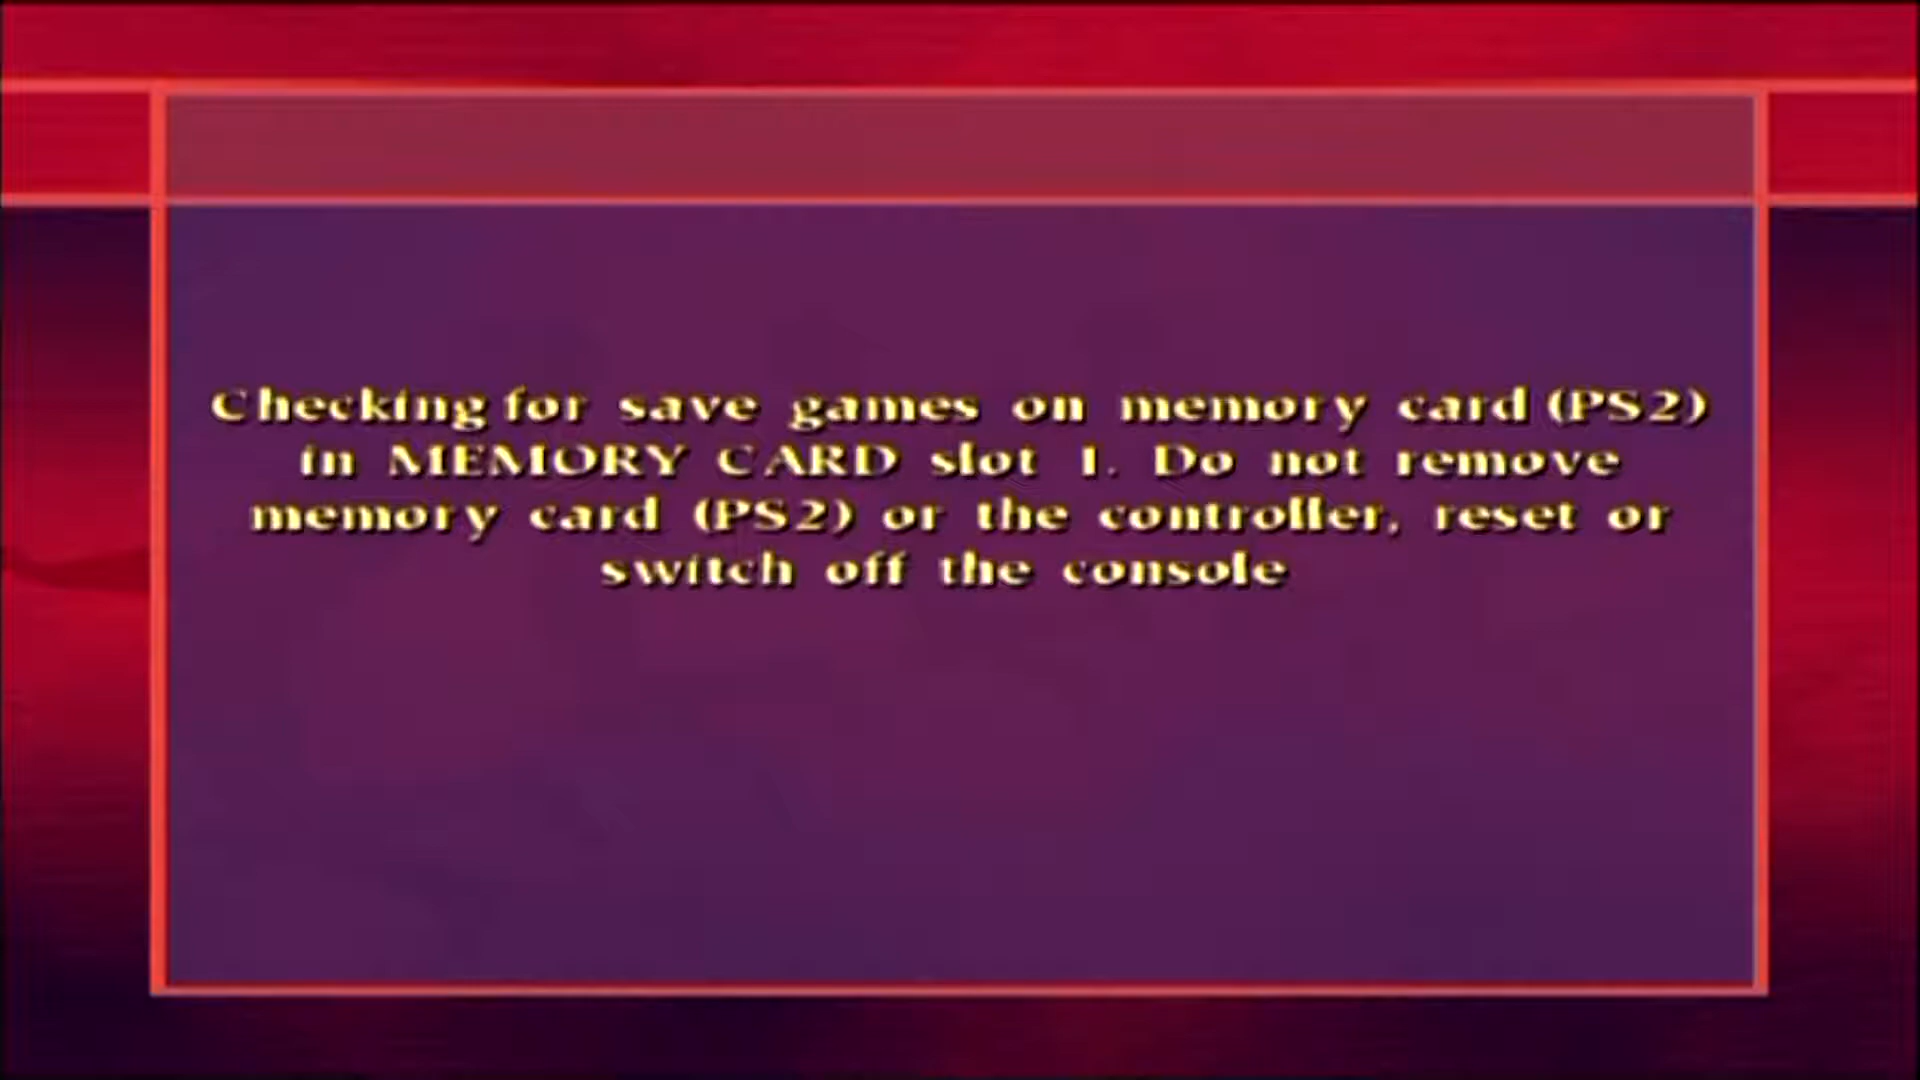 Checking for save games on memory card (PS2)
in MEMORY CARD slot 1. Do not remove
memory card (PS2) or the controller, reset or
switch off the console